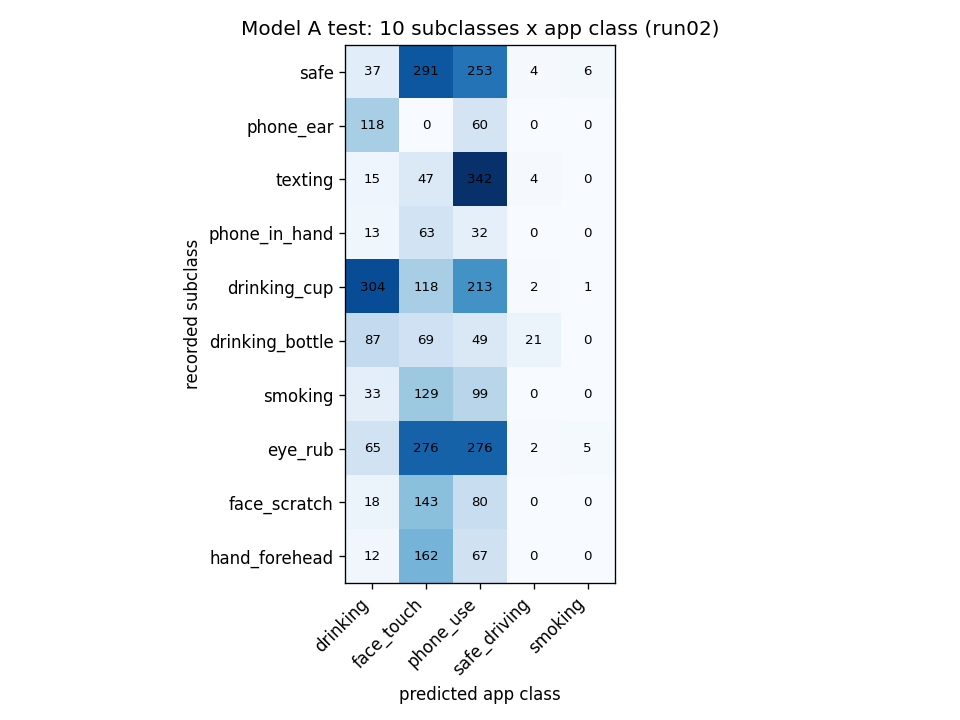 Model A test: 10 subclasses x app class (run02)
recorded subclass
safe 37 291 253 4 6
phone_ear 118 0 60 0 0
texting 15 47 342 4 0
phone_in_hand 13 63 32 0 0
drinking_cup 304 118 213 2 1
drinking_bottle 87 69 49 21 0
smoking 33 129 99 0 0
eye_rub 65 276 276 2 5
face_scratch 18 143 80 0 0
hand_forehead 12 162 67 0 0
drinking face_touch phone_use safe_driving smoking
predicted app class